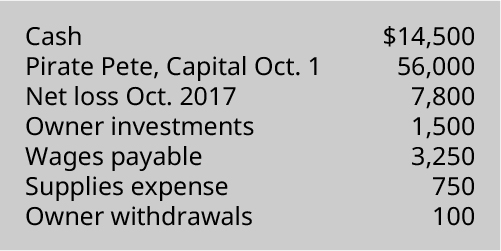 Cash $14,500
Pirate Pete, Capital Oct. 1 56,000
Net loss Oct. 2017 7,800
Owner investments 1,500
Wages payable 3,250
Supplies expense 750
Owner withdrawals 100